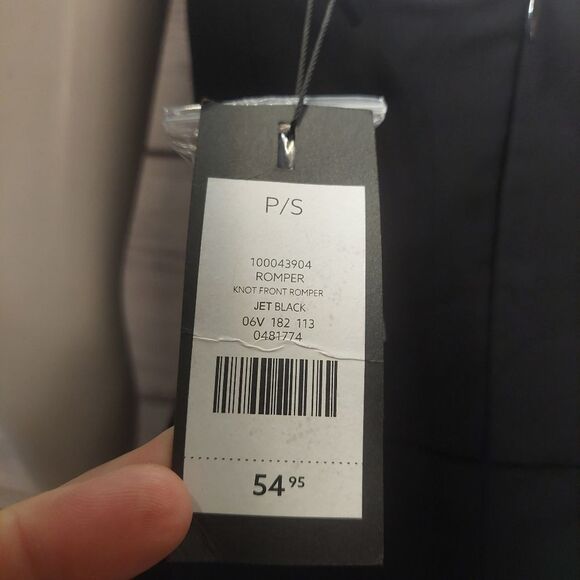 P/S
100043904
ROMPER
KNOT FRONT ROMPER
JET BLACK
06V 182 113
0481774
54 95